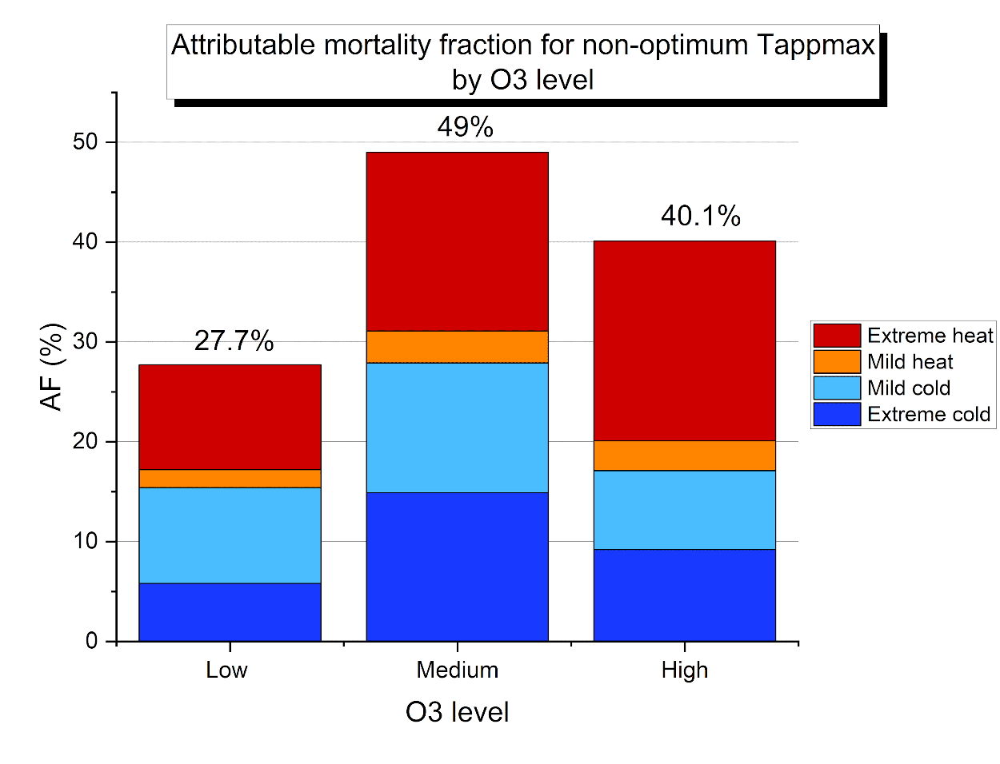 Attributable mortality fraction for non-optimum Tappmax
by O3 level
49%
40.1%
27.7%
50
40
30
20
10
0
AF (%)
Extreme heat
Mild heat
Mild cold
Extreme cold
Low
Medium
High
O3 level